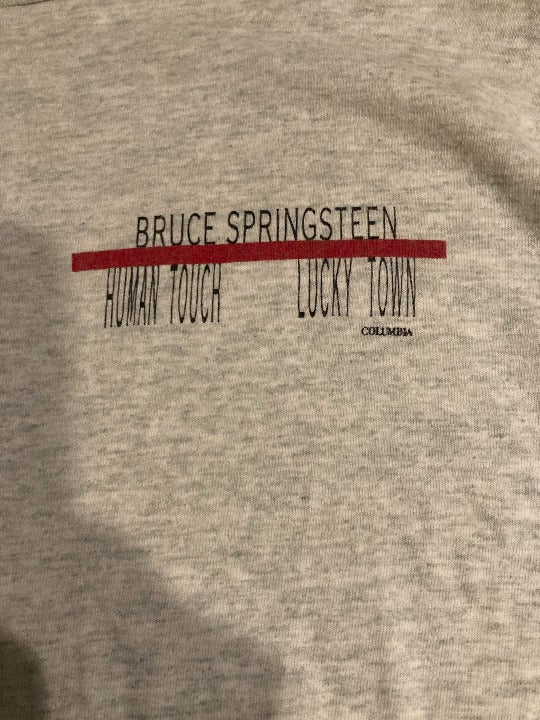 BRUCE SPRINGSTEEN
HUMAN TOUCH LUCKY TOWN
COLUMBIA